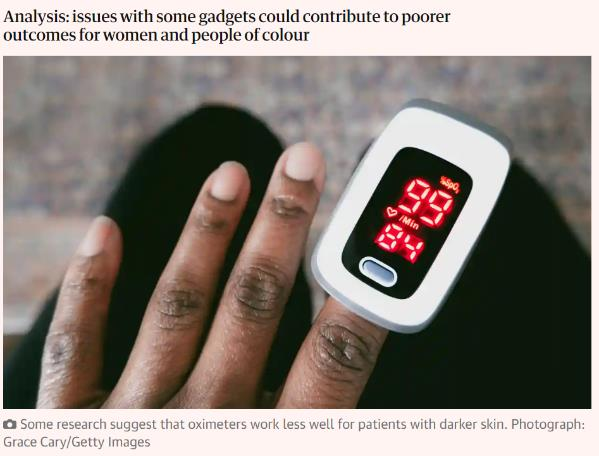 Analysis: issues with some gadgets could contribute to poorer
outcomes for women and people of colour
%SpO₂
99
/Min
84
Some research suggest that oximeters work less well for patients with darker skin. Photograph:
Grace Cary/Getty Images